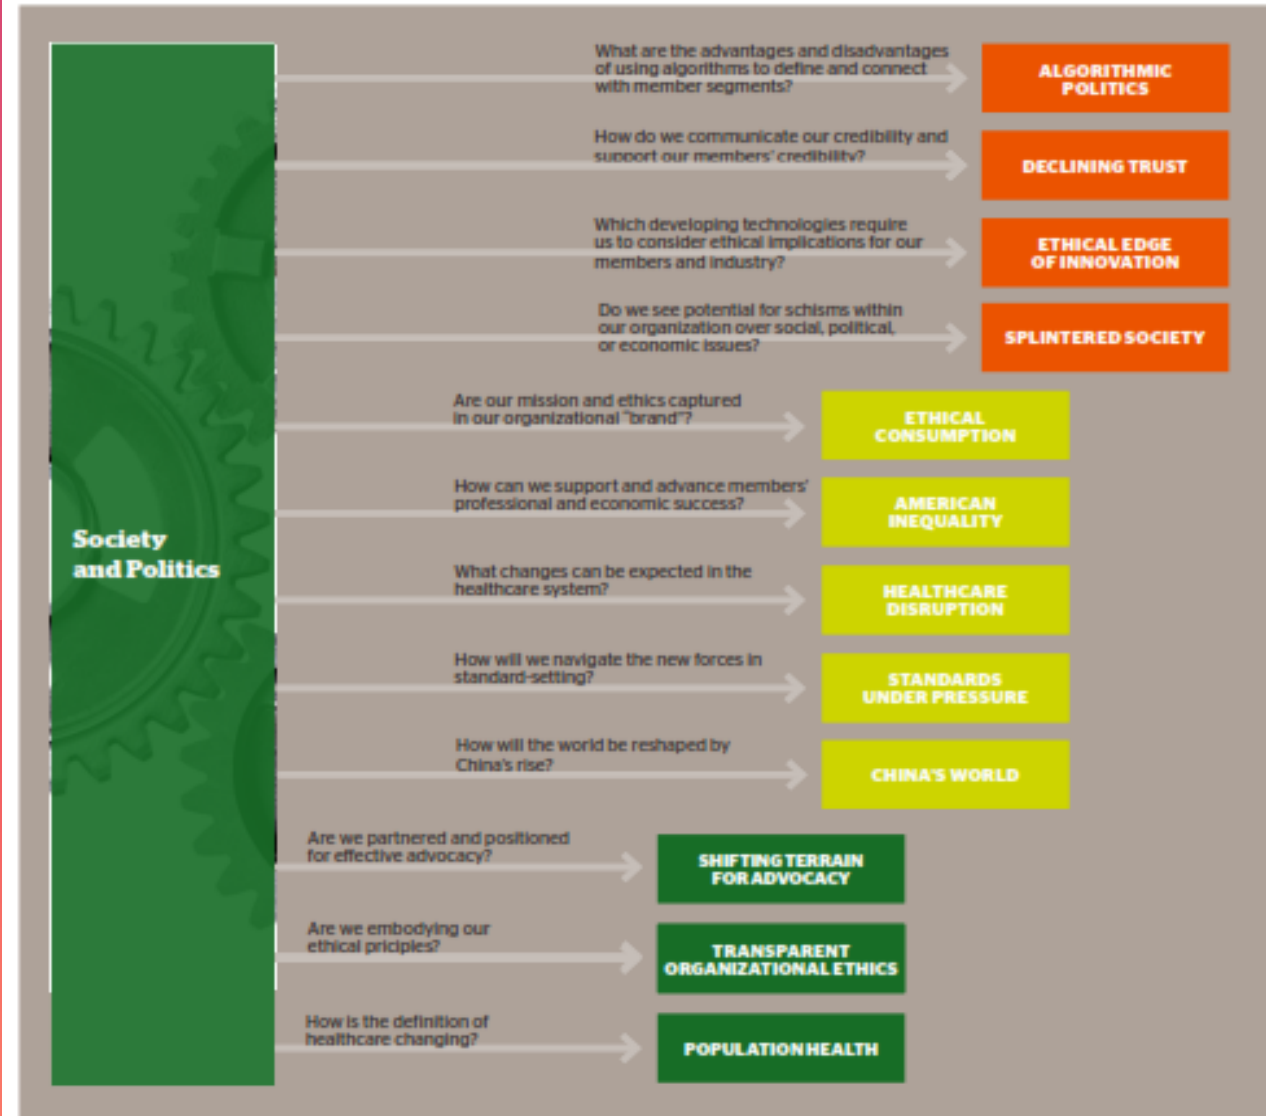 What are the advantages and disadvantages
of using algorithms to define and connect
with member segments?
ALGORITHMIC
POLITICS
How do we communicate our credibility and
support our members' credibility?
DECLINING TRUST
Which developing technologies require
us to consider ethical implications for our
members and industry?
ETHICAL EDGE
OF INNOVATION
Do we see potential for schisms within
our organization over social, political,
or economic issues?
SPLINTERED SOCIETY
Are our mission and ethics captured
in our organizational "brand"?
ETHICAL
CONSUMPTION
How can we support and advance members'
professional and economic success?
AMERICAN
INEQUALITY
Society
and Politics
What changes can be expected in the
healthcare system?
HEALTHCARE
DISRUPTION
How will we navigate the new forces in
standard-setting?
STANDARDS
UNDER PRESSURE
How will the world be reshaped by
China's rise?
CHINA'S WORLD
Are we partnered and positioned
for effective advocacy?
SHIFTING TERRAIN
FOR ADVOCACY
Are we embodying our
ethical priciples?
TRANSPARENT
ORGANIZATIONAL ETHICS
How is the definition of
healthcare changing?
POPULATION HEALTH